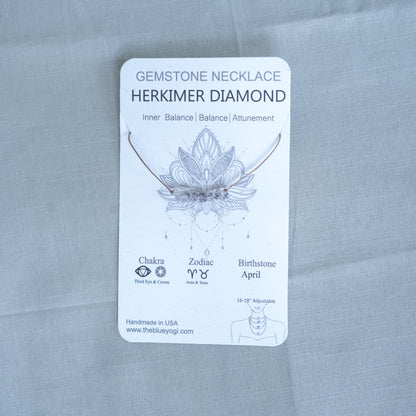 GEMSTONE NECKLACE
HERKIMER DIAMOND
Inner Balance | Balance | Attunement
Chakra Zodiac Birthstone
Third Eye & Crown Aries & Taurus April
16-18" Adjustable
Handmade in USA
www.theblueyogi.com